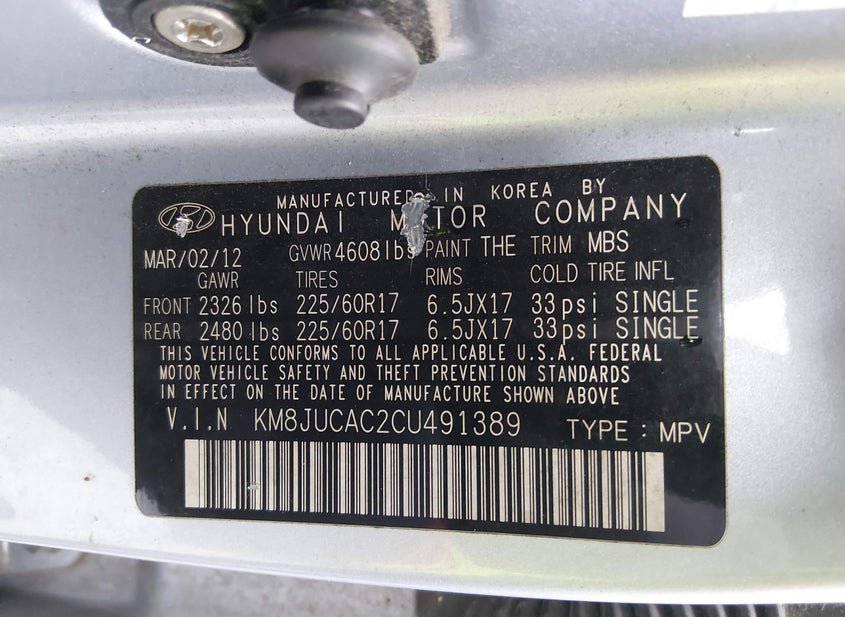 MANUFACTURED IN KOREA BY
HYUNDAI MOTOR COMPANY
MAR/02/12 GVWR 4608lbs PAINT THE TRIM MBS
GAWR TIRES RIMS COLD TIRE INFL
FRONT 2326 lbs 225/60R17 6.5JX17 33psi SINGLE
REAR 2480 lbs 225/60R17 6.5JX17 33psi SINGLE
THIS VEHICLE CONFORMS TO ALL APPLICABLE U.S.A. FEDERAL
MOTOR VEHICLE SAFETY AND THEFT PREVENTION STANDARDS
IN EFFECT ON THE DATE OF MANUFACTURE SHOWN ABOVE
V.I.N KM8JUCAC2CU491389 TYPE : MPV